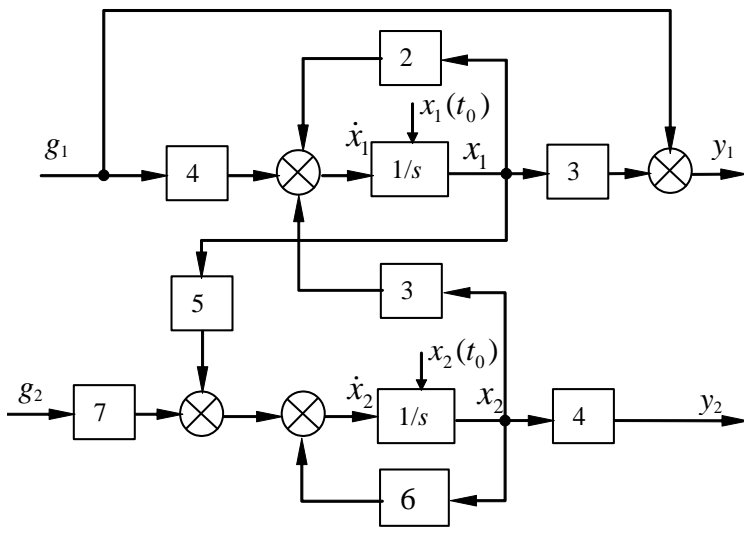 2
x₁(t₀)
g₁
ẋ₁
x₁
y₁
4
1/s
3
5
3
x₂(t₀)
g₂
ẋ₂
x₂
y₂
7
1/s
4
6